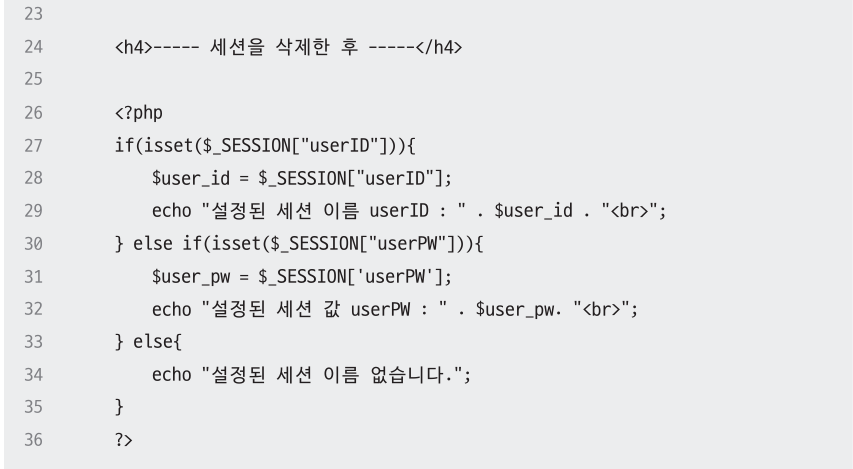 23
24 <h4>----- 세션을 삭제한 후 -----</h4>
25
26 <?php
27 if(isset($_SESSION["userID"])){
28 $user_id = $_SESSION["userID"];
29 echo "설정된 세션 이름 userID : " . $user_id . "<br>";
30 } else if(isset($_SESSION["userPW"])){
31 $user_pw = $_SESSION['userPW'];
32 echo "설정된 세션 값 userPW : " . $user_pw. "<br>";
33 } else{
34 echo "설정된 세션 이름 없습니다.";
35 }
36 ?>